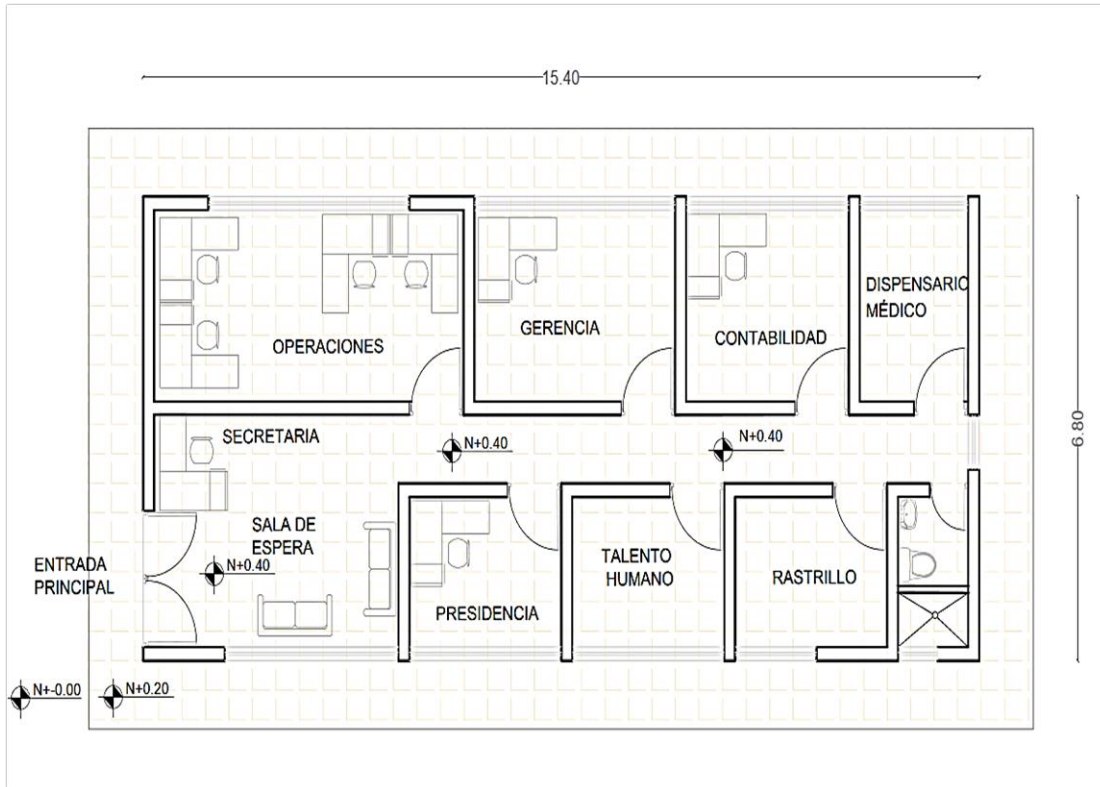 15.40
DISPENSARIO
MÉDICO
GERENCIA
CONTABILIDAD
OPERACIONES
6.80
SECRETARIA
N+0.40
N+0.40
SALA DE
ESPERA
ENTRADA
PRINCIPAL
N+0.40
TALENTO
HUMANO
RASTRILLO
PRESIDENCIA
N+-0.00
N+0.20